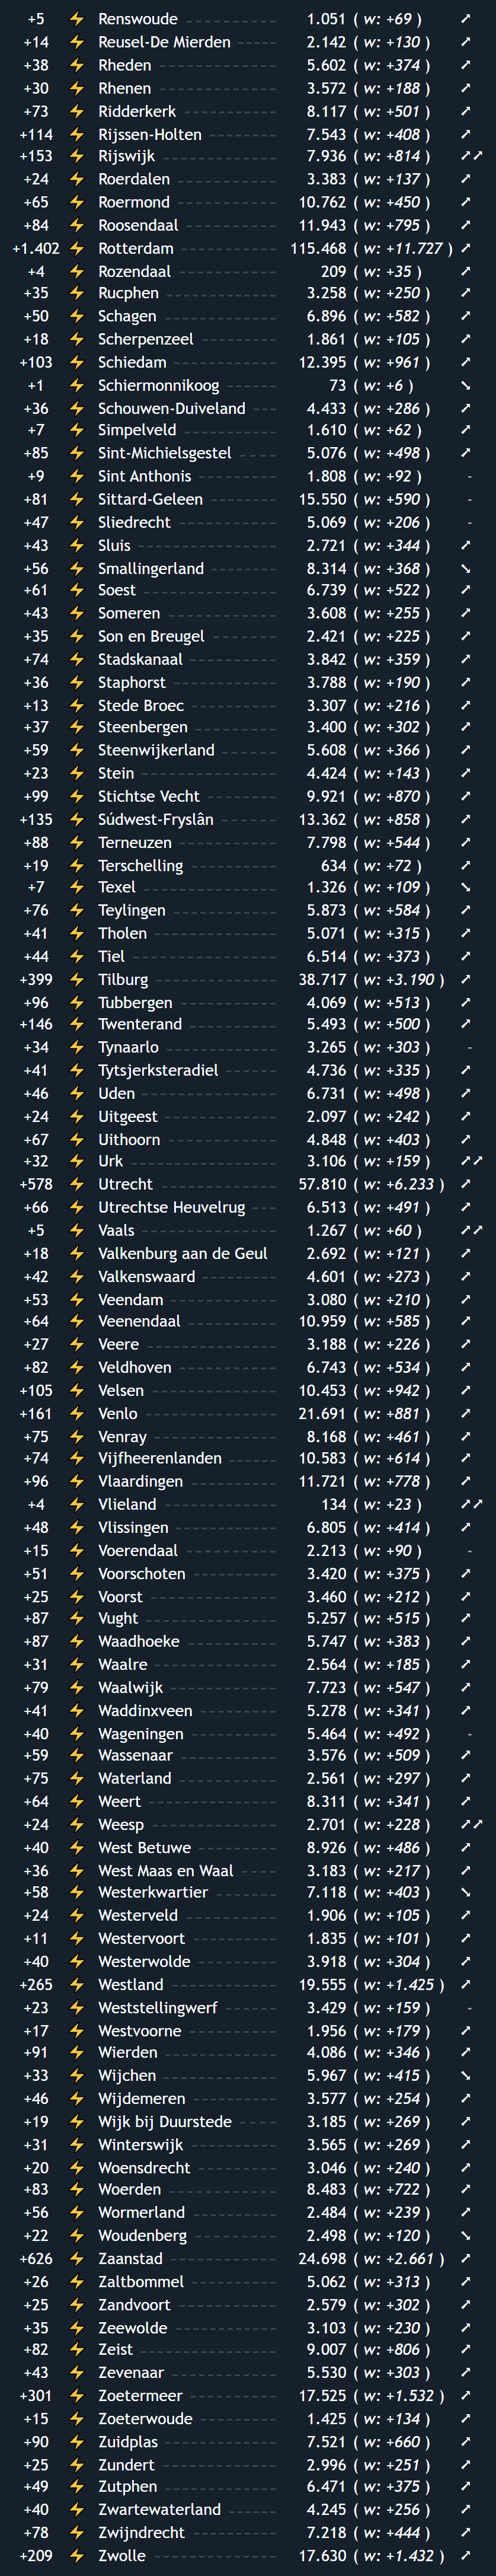 +5 ⚡ Renswoude 1.051 ( w: +69 ) ↗
+14 ⚡ Reusel-De Mierden 2.142 ( w: +130 ) ↗
+38 ⚡ Rheden 5.602 ( w: +374 ) ↗
+30 ⚡ Rhenen 3.572 ( w: +188 ) ↗
+73 ⚡ Ridderkerk 8.117 ( w: +501 ) ↗
+114 ⚡ Rijssen-Holten 7.543 ( w: +408 ) ↗
+153 ⚡ Rijswijk 7.936 ( w: +814 ) ↗↗
+24 ⚡ Roerdalen 3.383 ( w: +137 ) ↗
+65 ⚡ Roermond 10.762 ( w: +450 ) ↗
+84 ⚡ Roosendaal 11.943 ( w: +795 ) ↗
+1.402 ⚡ Rotterdam 115.468 ( w: +11.727 ) ↗
+4 ⚡ Rozendaal 209 ( w: +35 ) ↗
+35 ⚡ Rucphen 3.258 ( w: +250 ) ↗
+50 ⚡ Schagen 6.896 ( w: +582 ) ↗
+18 ⚡ Scherpenzeel 1.861 ( w: +105 ) ↗
+103 ⚡ Schiedam 12.395 ( w: +961 ) ↗
+1 ⚡ Schiermonnikoog 73 ( w: +6 ) ↘
+36 ⚡ Schouwen-Duiveland 4.433 ( w: +286 ) ↗
+7 ⚡ Simpelveld 1.610 ( w: +62 ) ↗
+85 ⚡ Sint-Michielsgestel 5.076 ( w: +498 ) ↗
+9 ⚡ Sint Anthonis 1.808 ( w: +92 ) -
+81 ⚡ Sittard-Geleen 15.550 ( w: +590 ) -
+47 ⚡ Sliedrecht 5.069 ( w: +206 ) -
+43 ⚡ Sluis 2.721 ( w: +344 ) ↗
+56 ⚡ Smallingerland 8.314 ( w: +368 ) ↘
+61 ⚡ Soest 6.739 ( w: +522 ) ↗
+43 ⚡ Someren 3.608 ( w: +255 ) ↗
+35 ⚡ Son en Breugel 2.421 ( w: +225 ) ↗
+74 ⚡ Stadskanaal 3.842 ( w: +359 ) ↗
+36 ⚡ Staphorst 3.788 ( w: +190 ) ↗
+13 ⚡ Stede Broec 3.307 ( w: +216 ) ↗
+37 ⚡ Steenbergen 3.400 ( w: +302 ) ↗
+59 ⚡ Steenwijkerland 5.608 ( w: +366 ) ↗
+23 ⚡ Stein 4.424 ( w: +143 ) ↗
+99 ⚡ Stichtse Vecht 9.921 ( w: +870 ) ↗
+135 ⚡ Súdwest-Fryslân 13.362 ( w: +858 ) ↗
+88 ⚡ Terneuzen 7.798 ( w: +544 ) ↗
+19 ⚡ Terschelling 634 ( w: +72 ) ↗
+7 ⚡ Texel 1.326 ( w: +109 ) ↘
+76 ⚡ Teylingen 5.873 ( w: +584 ) ↗
+41 ⚡ Tholen 5.071 ( w: +315 ) ↗
+44 ⚡ Tiel 6.514 ( w: +373 ) ↗
+399 ⚡ Tilburg 38.717 ( w: +3.190 ) ↗
+96 ⚡ Tubbergen 4.069 ( w: +513 ) ↗
+146 ⚡ Twenterand 5.493 ( w: +500 ) ↗
+34 ⚡ Tynaarlo 3.265 ( w: +303 ) -
+41 ⚡ Tytsjerksteradiel 4.736 ( w: +335 ) ↗
+46 ⚡ Uden 6.731 ( w: +498 ) ↗
+24 ⚡ Uitgeest 2.097 ( w: +242 ) ↗
+67 ⚡ Uithoorn 4.848 ( w: +403 ) ↗
+32 ⚡ Urk 3.106 ( w: +159 ) ↗↗
+578 ⚡ Utrecht 57.810 ( w: +6.233 ) ↗
+66 ⚡ Utrechtse Heuvelrug 6.513 ( w: +491 ) ↗
+5 ⚡ Vaals 1.267 ( w: +60 ) ↗↗
+18 ⚡ Valkenburg aan de Geul 2.692 ( w: +121 ) ↗
+42 ⚡ Valkenswaard 4.601 ( w: +273 ) ↗
+53 ⚡ Veendam 3.080 ( w: +210 ) ↗
+64 ⚡ Veenendaal 10.959 ( w: +585 ) ↗
+27 ⚡ Veere 3.188 ( w: +226 ) ↗
+82 ⚡ Veldhoven 6.743 ( w: +534 ) ↗
+105 ⚡ Velsen 10.453 ( w: +942 ) ↗
+161 ⚡ Venlo 21.691 ( w: +881 ) ↗
+75 ⚡ Venray 8.168 ( w: +461 ) ↗
+74 ⚡ Vijfheerenlanden 10.583 ( w: +614 ) ↗
+96 ⚡ Vlaardingen 11.721 ( w: +778 ) ↗
+4 ⚡ Vlieland 134 ( w: +23 ) ↗↗
+48 ⚡ Vlissingen 6.805 ( w: +414 ) ↗
+15 ⚡ Voerendaal 2.213 ( w: +90 ) -
+51 ⚡ Voorschoten 3.420 ( w: +375 ) ↗
+25 ⚡ Voorst 3.460 ( w: +212 ) ↗
+87 ⚡ Vught 5.257 ( w: +515 ) ↗
+87 ⚡ Waadhoeke 5.747 ( w: +383 ) ↗
+31 ⚡ Waalre 2.564 ( w: +185 ) ↗
+79 ⚡ Waalwijk 7.723 ( w: +547 ) ↗
+41 ⚡ Waddinxveen 5.278 ( w: +341 ) ↗
+40 ⚡ Wageningen 5.464 ( w: +492 ) -
+59 ⚡ Wassenaar 3.576 ( w: +509 ) ↗
+75 ⚡ Waterland 2.561 ( w: +297 ) ↗
+64 ⚡ Weert 8.311 ( w: +341 ) ↗
+24 ⚡ Weesp 2.701 ( w: +228 ) ↗↗
+40 ⚡ West Betuwe 8.926 ( w: +486 ) ↗
+36 ⚡ West Maas en Waal 3.183 ( w: +217 ) ↗
+58 ⚡ Westerkwartier 7.118 ( w: +403 ) ↘
+24 ⚡ Westerveld 1.906 ( w: +105 ) ↗
+11 ⚡ Westervoort 1.835 ( w: +101 ) ↗
+40 ⚡ Westerwolde 3.918 ( w: +304 ) ↗
+265 ⚡ Westland 19.555 ( w: +1.425 ) ↗
+23 ⚡ Weststellingwerf 3.429 ( w: +159 ) -
+17 ⚡ Westvoorne 1.956 ( w: +179 ) ↗
+91 ⚡ Wierden 4.086 ( w: +346 ) ↗
+33 ⚡ Wijchen 5.967 ( w: +415 ) ↘
+46 ⚡ Wijdemeren 3.577 ( w: +254 ) ↗
+19 ⚡ Wijk bij Duurstede 3.185 ( w: +269 ) ↗
+31 ⚡ Winterswijk 3.565 ( w: +269 ) ↗
+20 ⚡ Woensdrecht 3.046 ( w: +240 ) ↗
+83 ⚡ Woerden 8.483 ( w: +722 ) ↗
+56 ⚡ Wormerland 2.484 ( w: +239 ) ↗
+22 ⚡ Woudenberg 2.498 ( w: +120 ) ↘
+626 ⚡ Zaanstad 24.698 ( w: +2.661 ) ↗
+26 ⚡ Zaltbommel 5.062 ( w: +313 ) ↗
+25 ⚡ Zandvoort 2.579 ( w: +302 ) ↗
+35 ⚡ Zeewolde 3.103 ( w: +230 ) ↗
+82 ⚡ Zeist 9.007 ( w: +806 ) ↗
+43 ⚡ Zevenaar 5.530 ( w: +303 ) ↗
+301 ⚡ Zoetermeer 17.525 ( w: +1.532 ) ↗
+15 ⚡ Zoeterwoude 1.425 ( w: +134 ) ↗
+90 ⚡ Zuidplas 7.521 ( w: +660 ) ↗
+25 ⚡ Zundert 2.996 ( w: +251 ) ↗
+49 ⚡ Zutphen 6.471 ( w: +375 ) ↗
+40 ⚡ Zwartewaterland 4.245 ( w: +256 ) ↗
+78 ⚡ Zwijndrecht 7.218 ( w: +444 ) ↗
+209 ⚡ Zwolle 17.630 ( w: +1.432 ) ↗